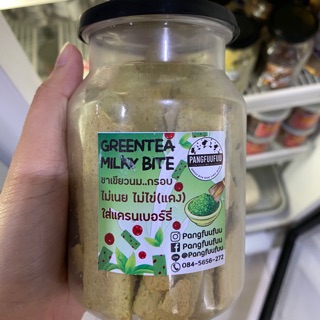 GREENTEA
MILKY BITE
ชาเขียวนม..กรอบ
ไม่เนย ไม่ไข่(แดง)
ใส่แครนเบอร์รี่
PANGFUUFUU
Pangfuufuu
Pangfuufuu
@Pangfuufuu
084-5656-272